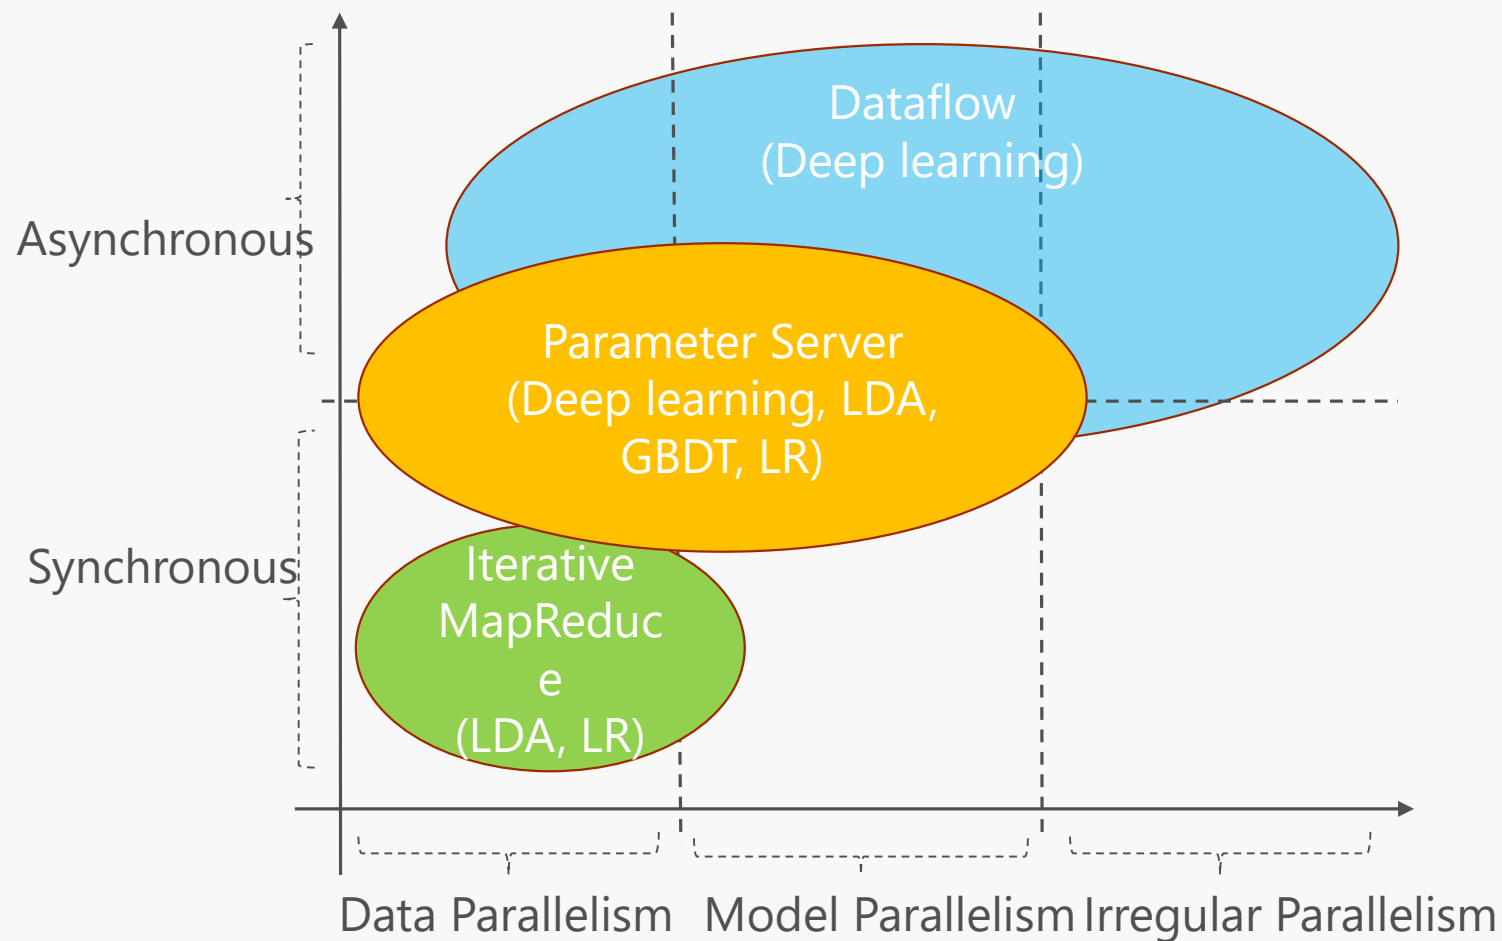 Dataflow
(Deep learning)
Asynchronous
Parameter Server
(Deep learning, LDA,
GBDT, LR)
Synchronous
Iterative
MapReduc
e
(LDA, LR)
Data Parallelism
Model Parallelism
Irregular Parallelism